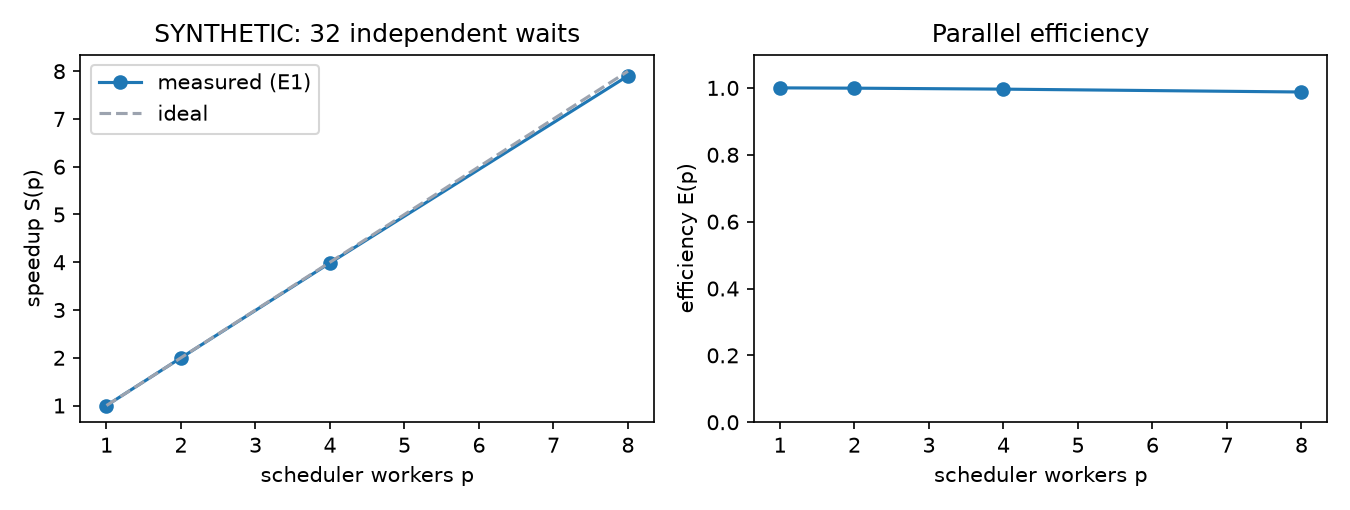 SYNTHETIC: 32 independent waits
measured (E1)
ideal
8
7
6
5
4
3
2
1
speedup S(p)
1 2 3 4 5 6 7 8
scheduler workers p
Parallel efficiency
1.0
0.8
0.6
0.4
0.2
0.0
efficiency E(p)
1 2 3 4 5 6 7 8
scheduler workers p